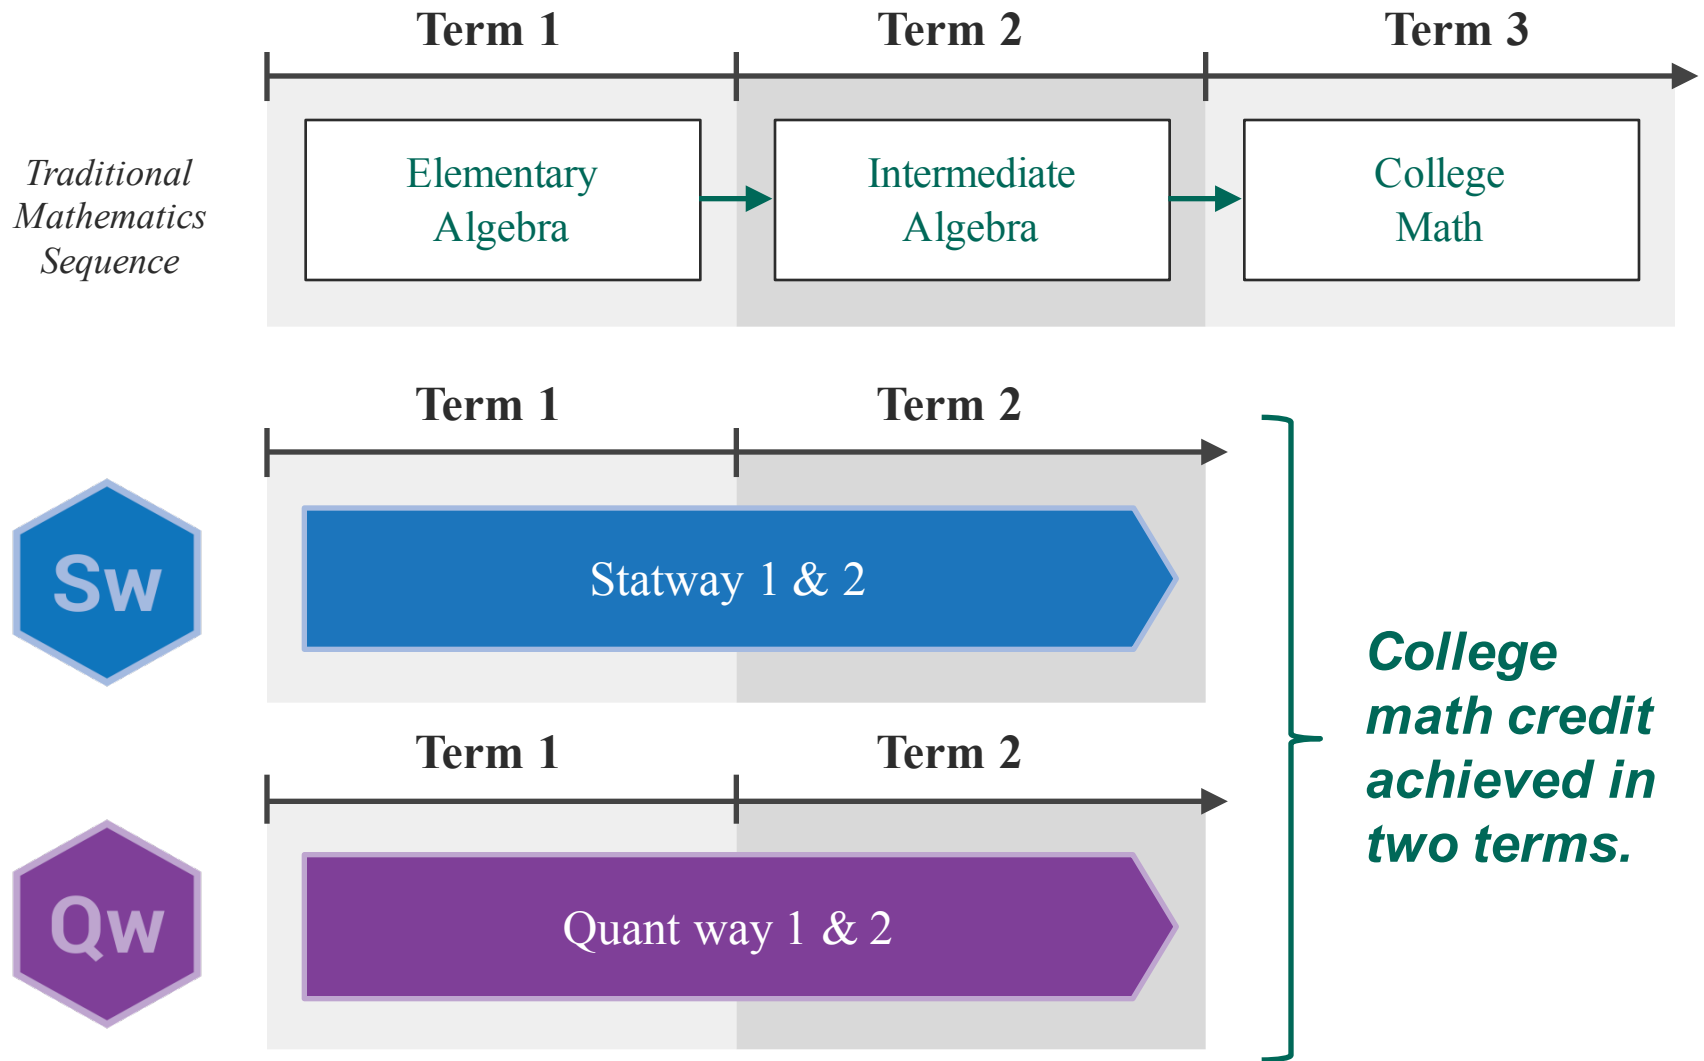 Term 1 Term 2 Term 3
Traditional
Mathematics
Sequence
Elementary
Algebra
Intermediate
Algebra
College
Math
Term 1 Term 2
Sw
Statway 1 & 2
Term 1 Term 2
Qw
Quant way 1 & 2
College
math credit
achieved in
two terms.